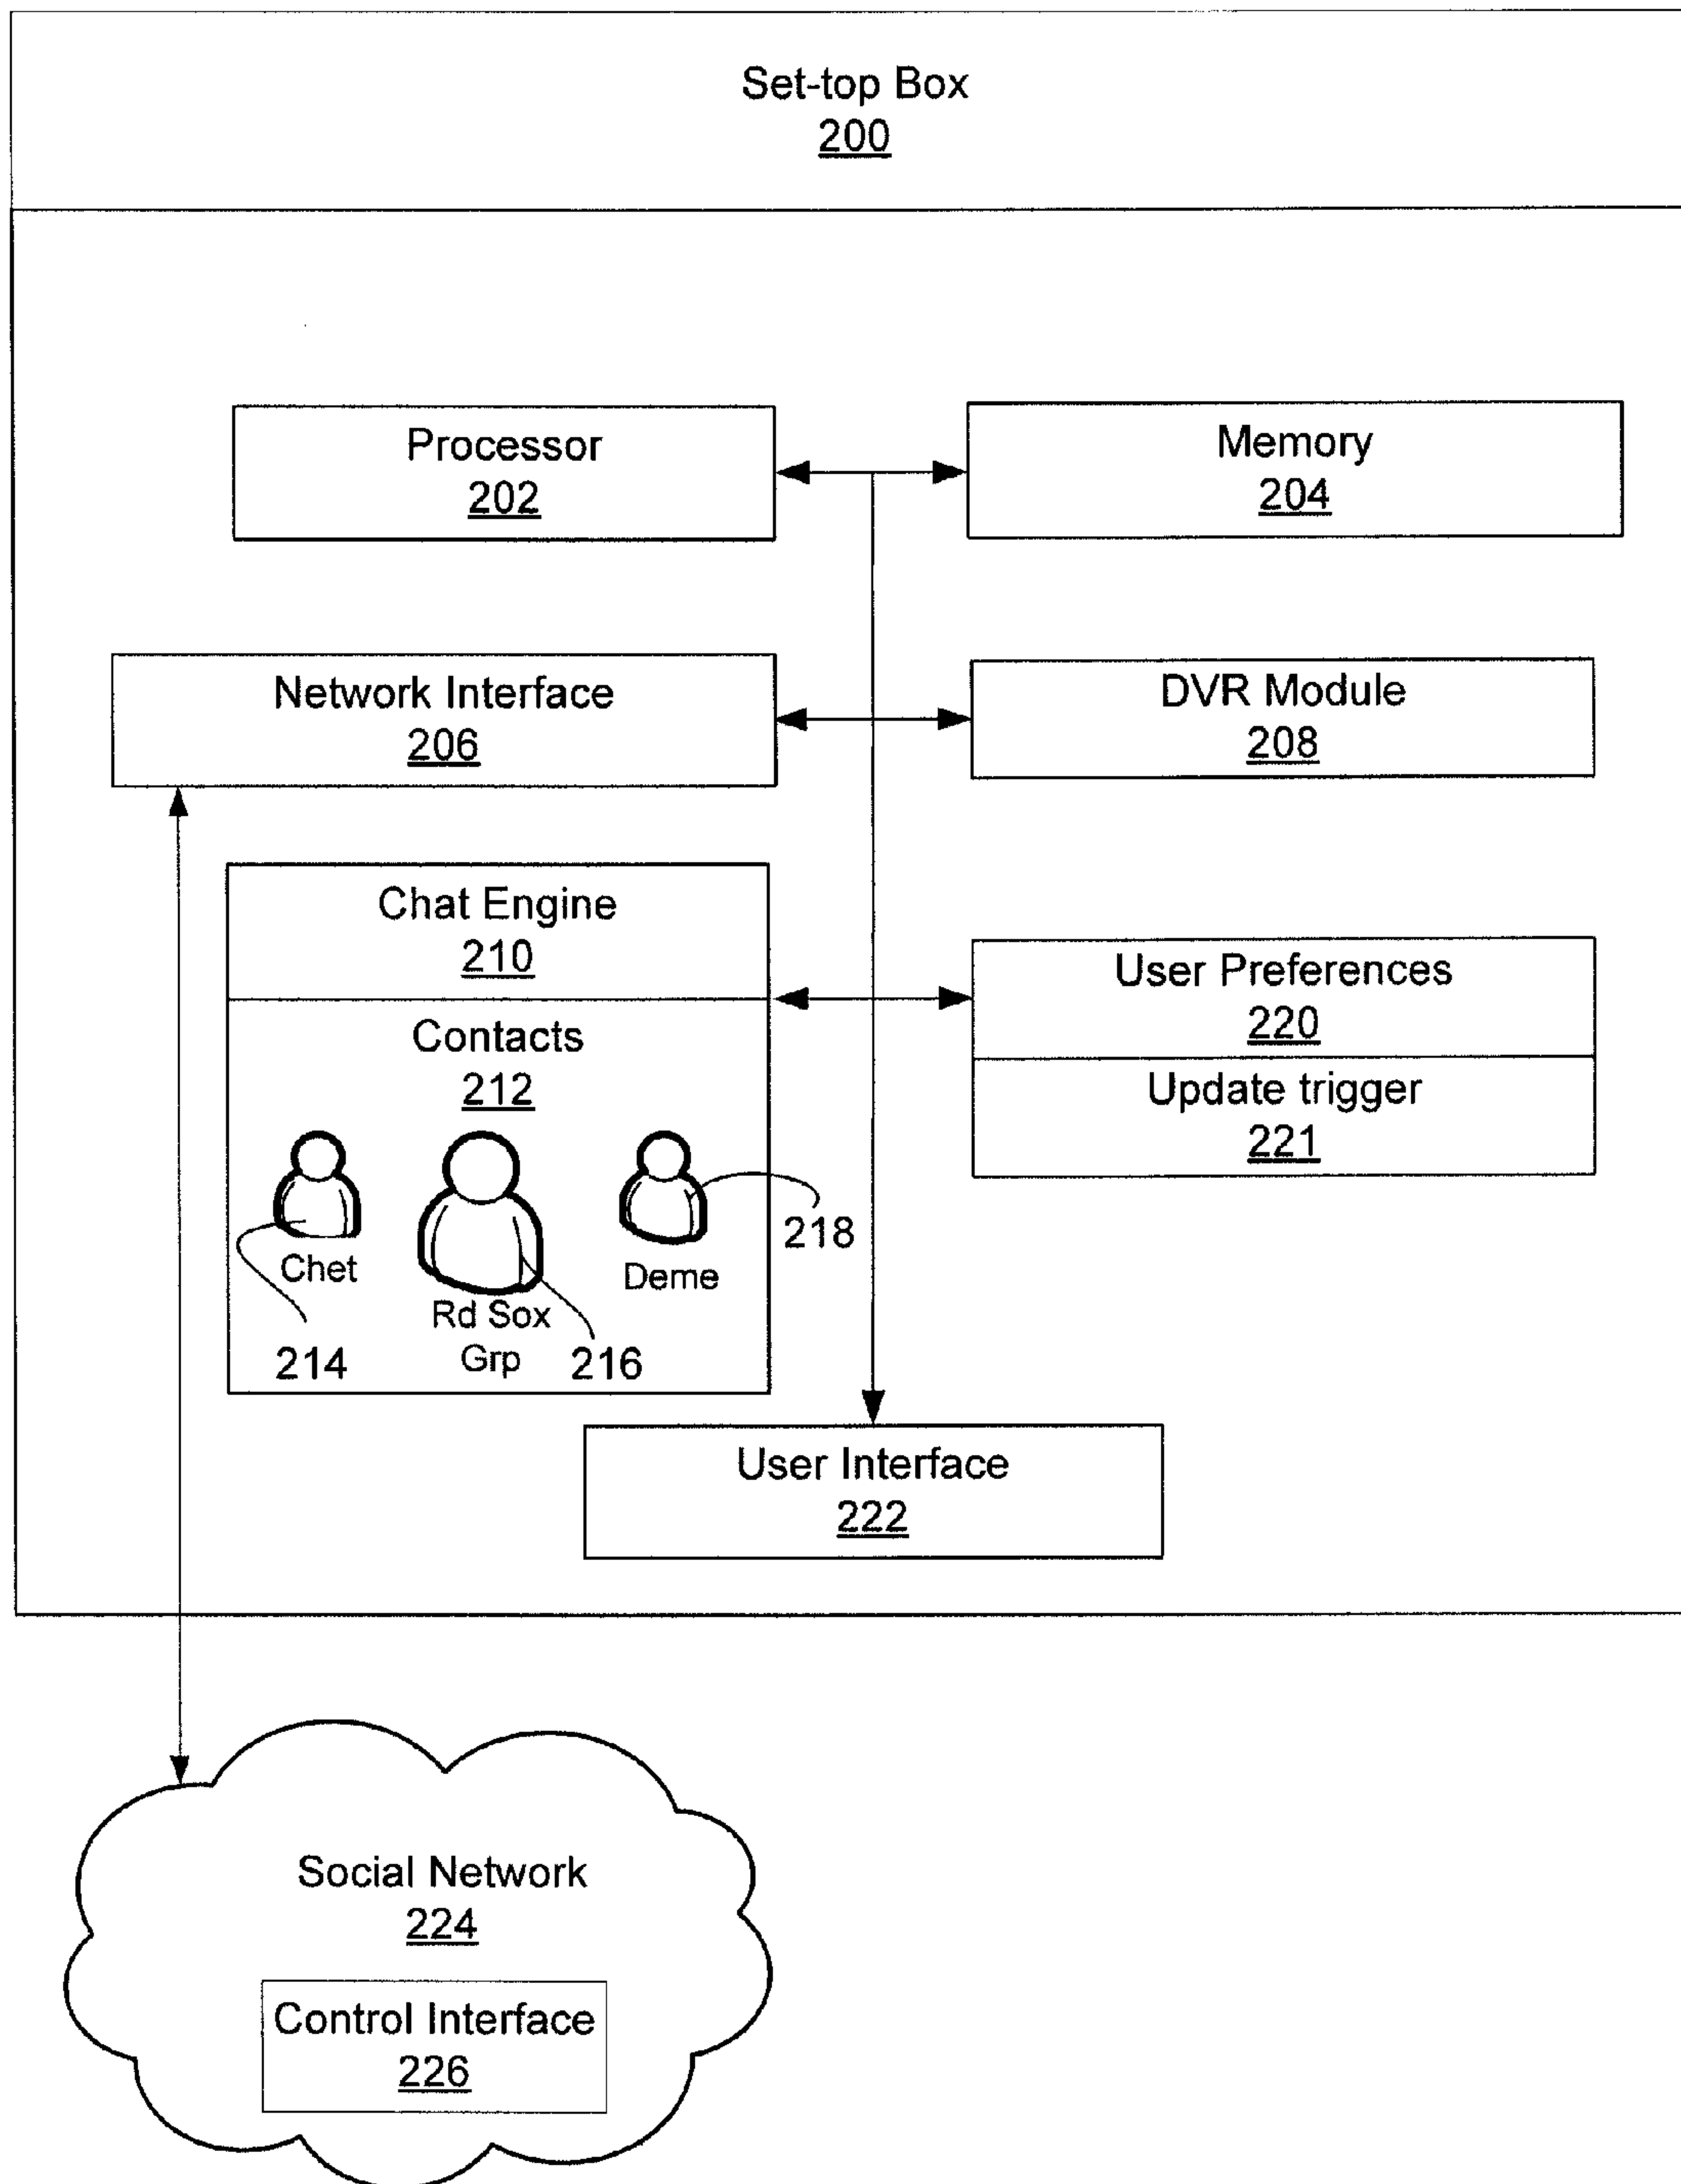 Set-top Box
200
Processor
202
Memory
204
Network Interface
206
DVR Module
208
Chat Engine
210
Contacts
212
Chet
214
Rd Sox
Grp
216
Deme
218
User Preferences
220
Update trigger
221
User Interface
222
Social Network
224
Control Interface
226